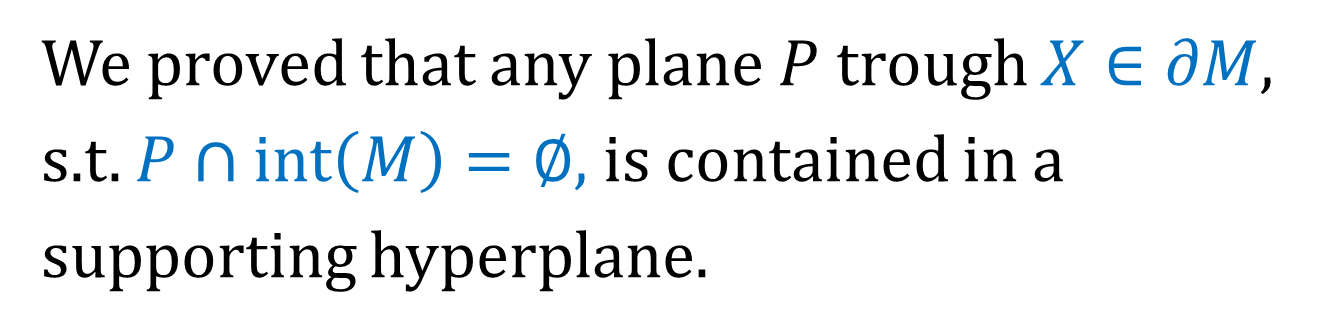 We proved that any plane P trough X ∈ ∂M,
s.t. P ∩ int(M) = ∅, is contained in a
supporting hyperplane.